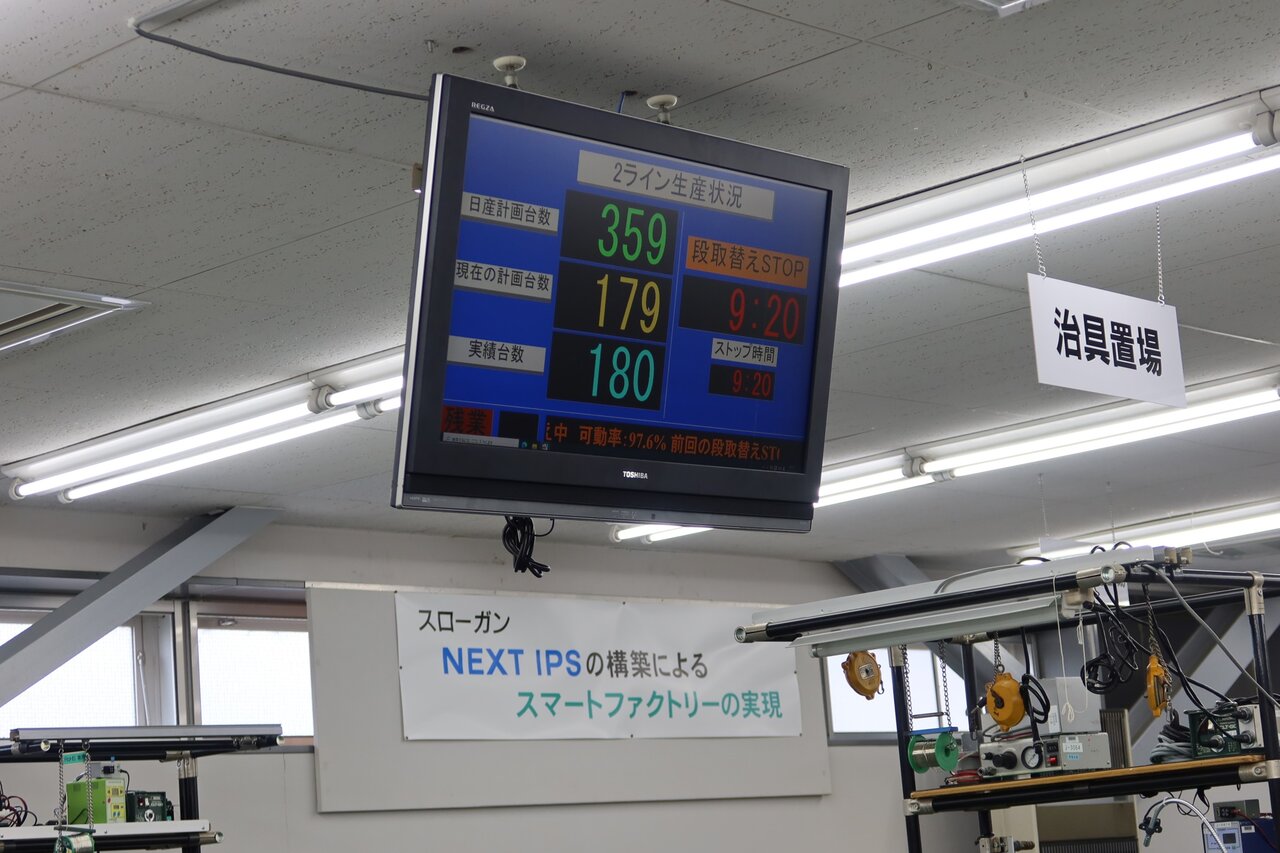 REGZA
2ライン生産状況
日産計画台数
359
現在の計画台数
179
実績台数
180
段取替えSTOP
9:20
ストップ時間
9:20
残業
え中 可動率:97.6% 前回の段取替えST
TOSHIBA
治具置場
スローガン
NEXT IPSの構築による
スマートファクトリーの実現